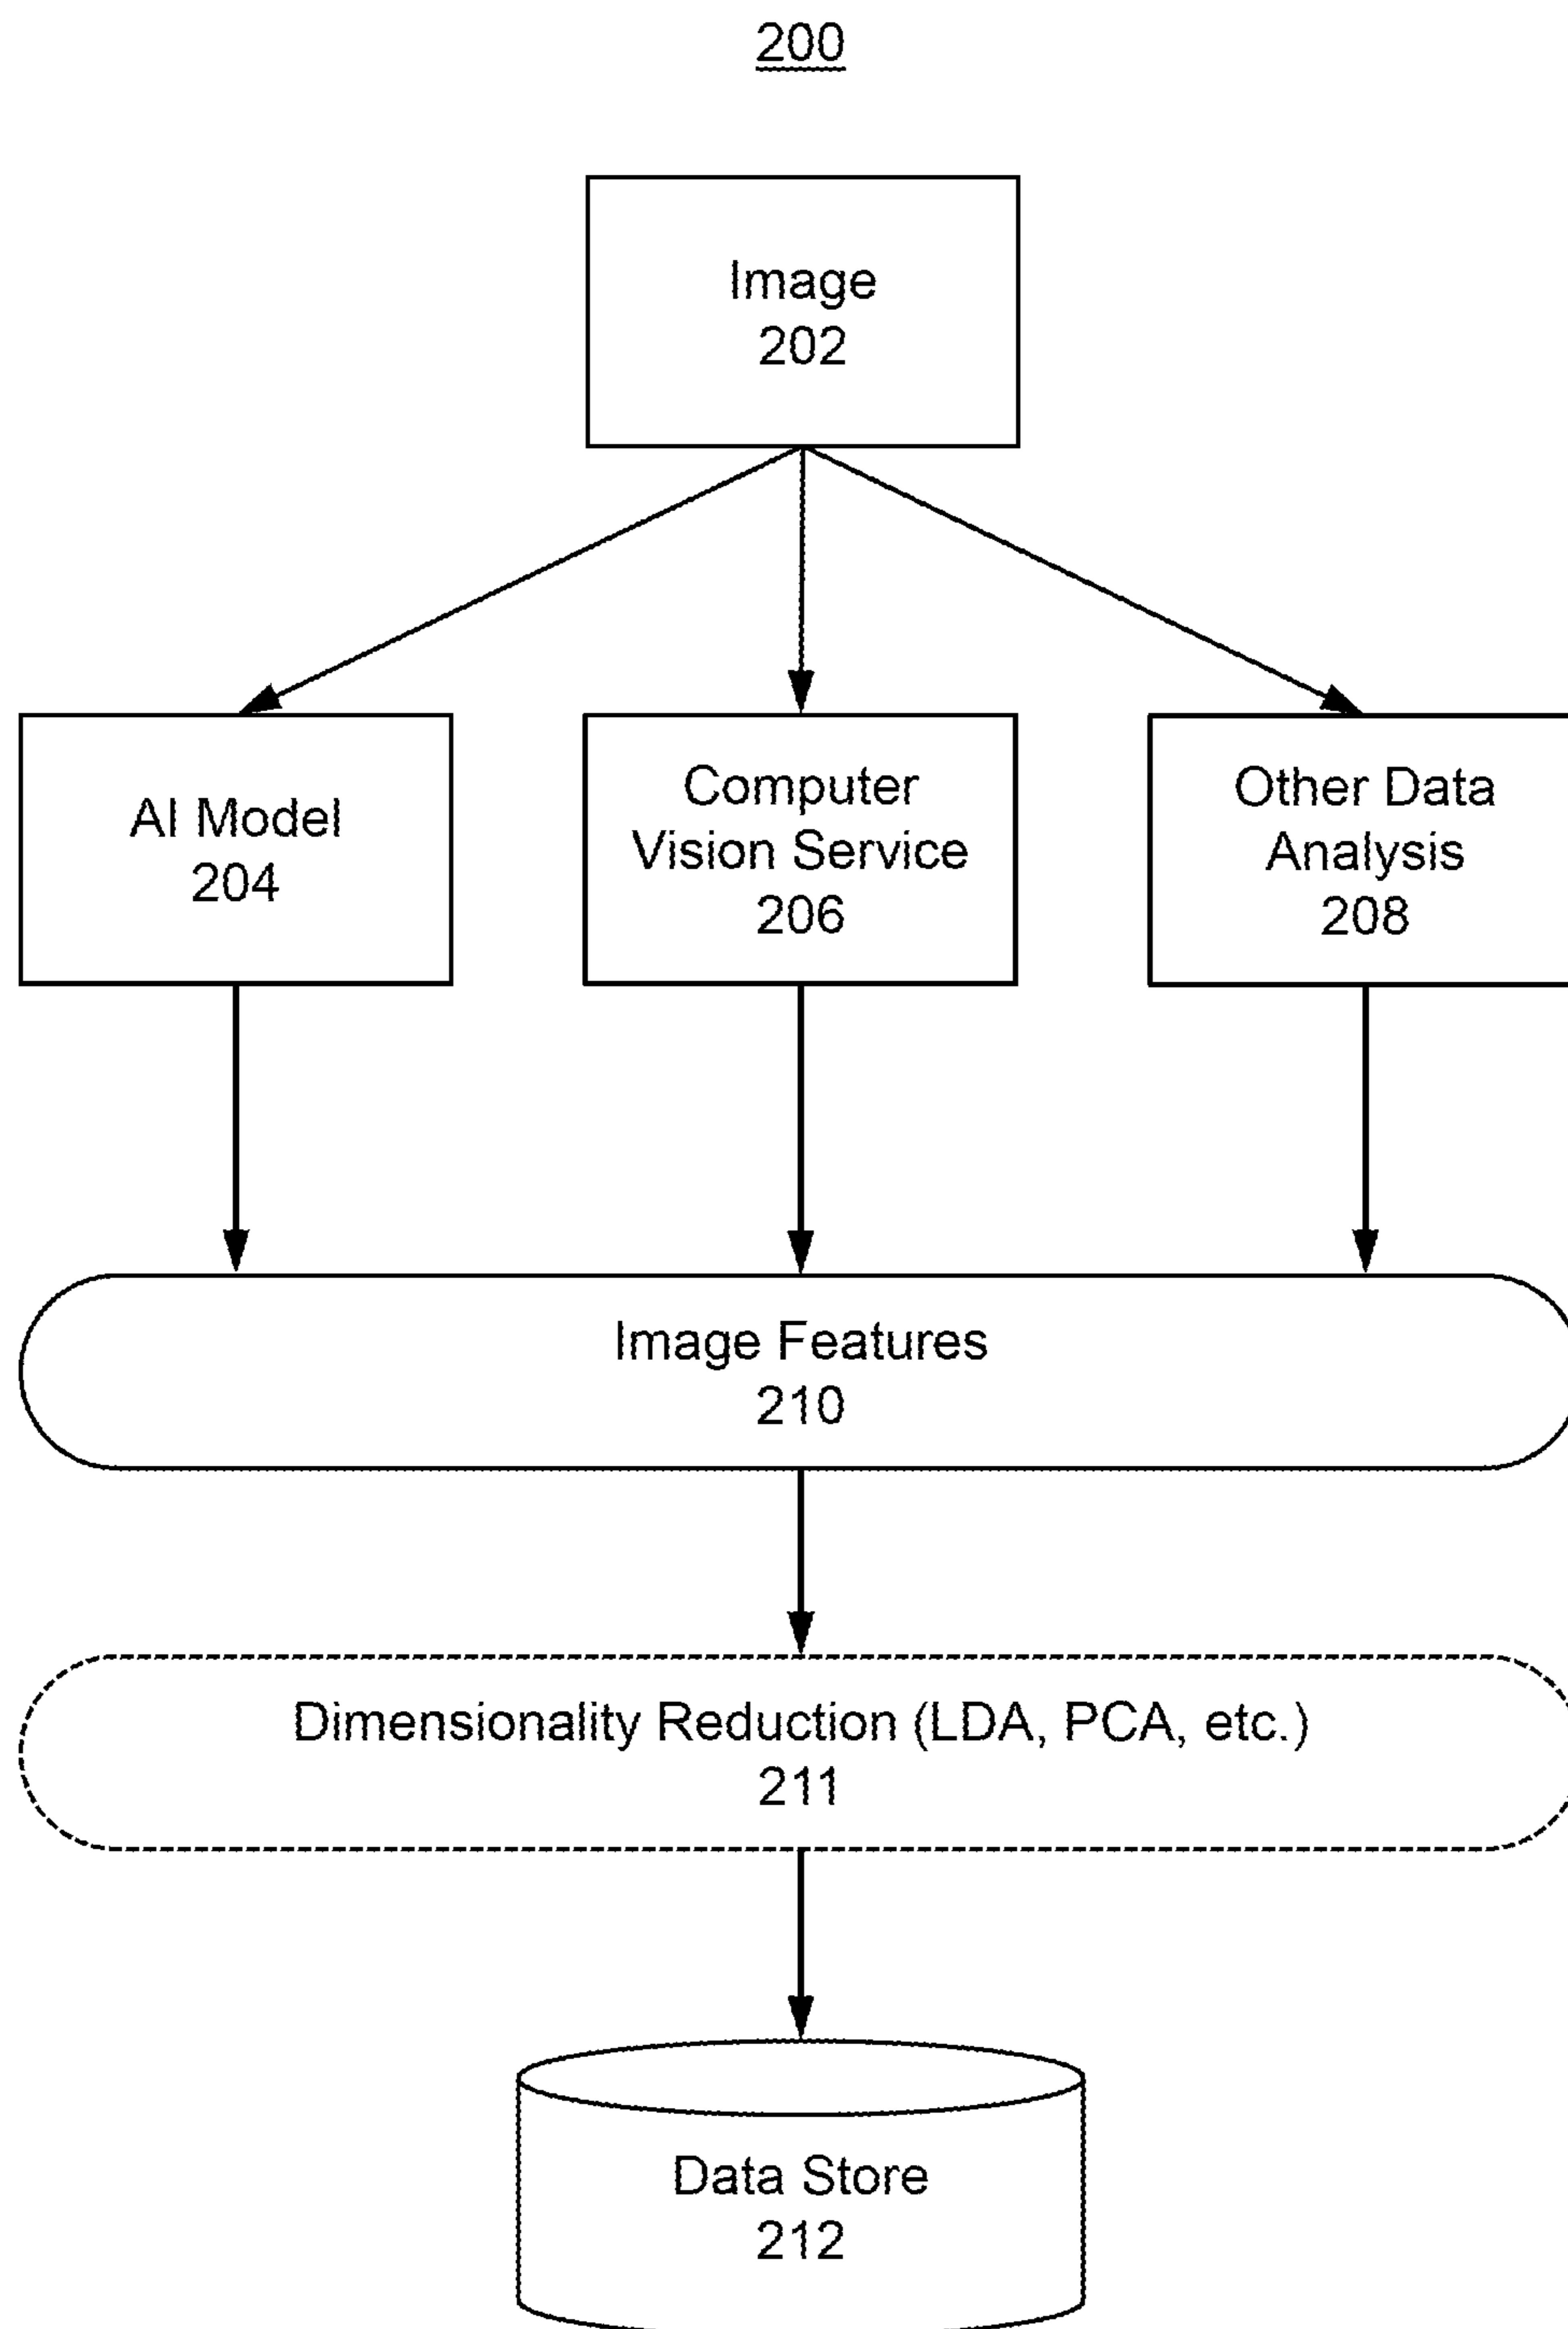 200
Image
202
AI Model
204
Computer
Vision Service
206
Other Data
Analysis
208
Image Features
210
Dimensionality Reduction (LDA, PCA, etc.)
211
Data Store
212